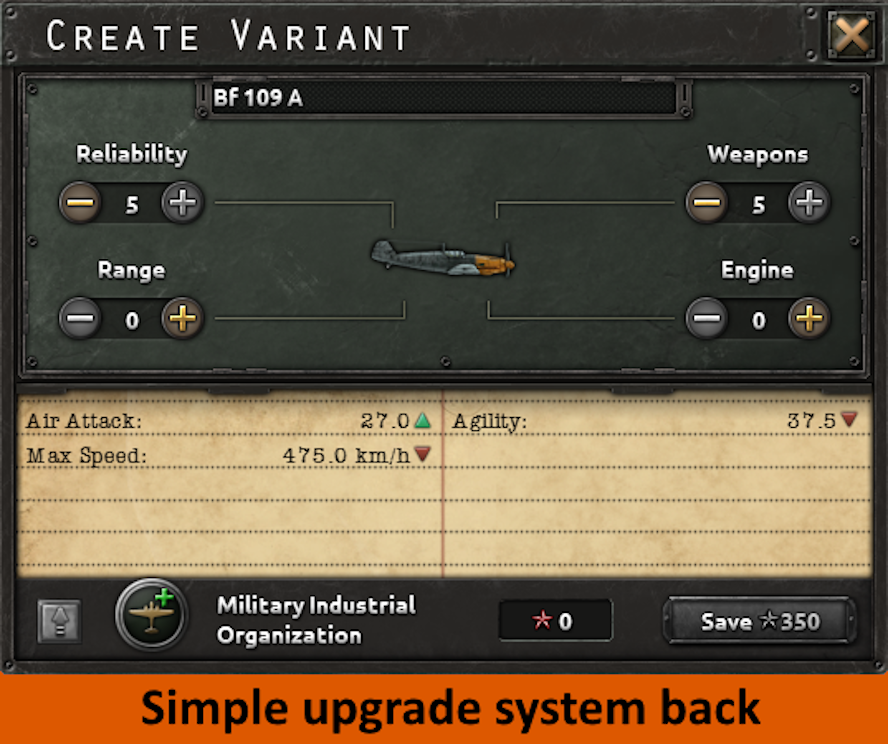 Create Variant
Bf 109 A
Reliability
5
Weapons
5
Range
0
Engine
0
Air Attack: 27.0
Agility: 37.5
Max Speed: 475.0 km/h
Military Industrial
Organization
0
Save 350
Simple upgrade system back